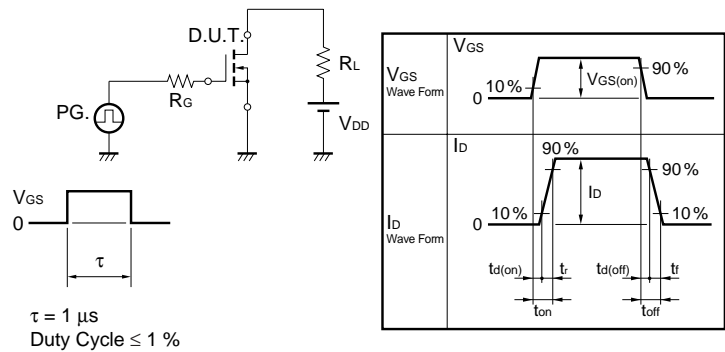 D.U.T.
RL
RG
PG.
VDD
VGS
0
τ
τ = 1 μs
Duty Cycle ≤ 1 %
VGS
Wave Form
VGS
10 %
0
VGS(on)
90 %
ID
Wave Form
ID
90 %
90 %
10 %
0
ID
10 %
td(on)
tr
td(off)
tf
ton
toff